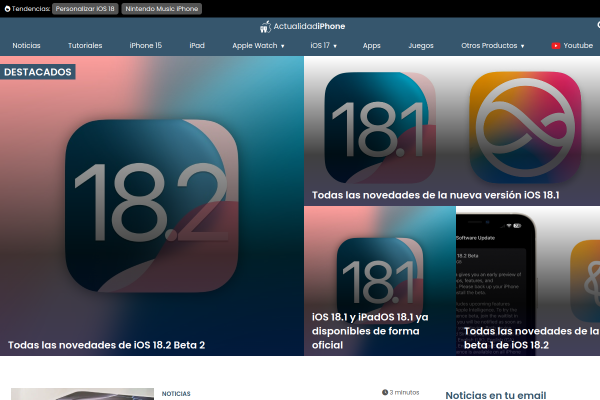 Tendencias: Personalizar iOS 18 Nintendo Music iPhone
ActualidadiPhone
Noticias Tutoriales iPhone 15 iPad Apple Watch iOS 17 Apps Juegos Otros Productos Youtube
DESTACADOS
18.2
Todas las novedades de iOS 18.2 Beta 2
18.1
Todas las novedades de la nueva versión iOS 18.1
18.1
iOS 18.1 y iPadOS 18.1 ya
disponibles de forma
oficial
Software Update
18.2 Beta
Todas las novedades de la
beta 1 de iOS 18.2
NOTICIAS
3 minutos
Noticias en tu email